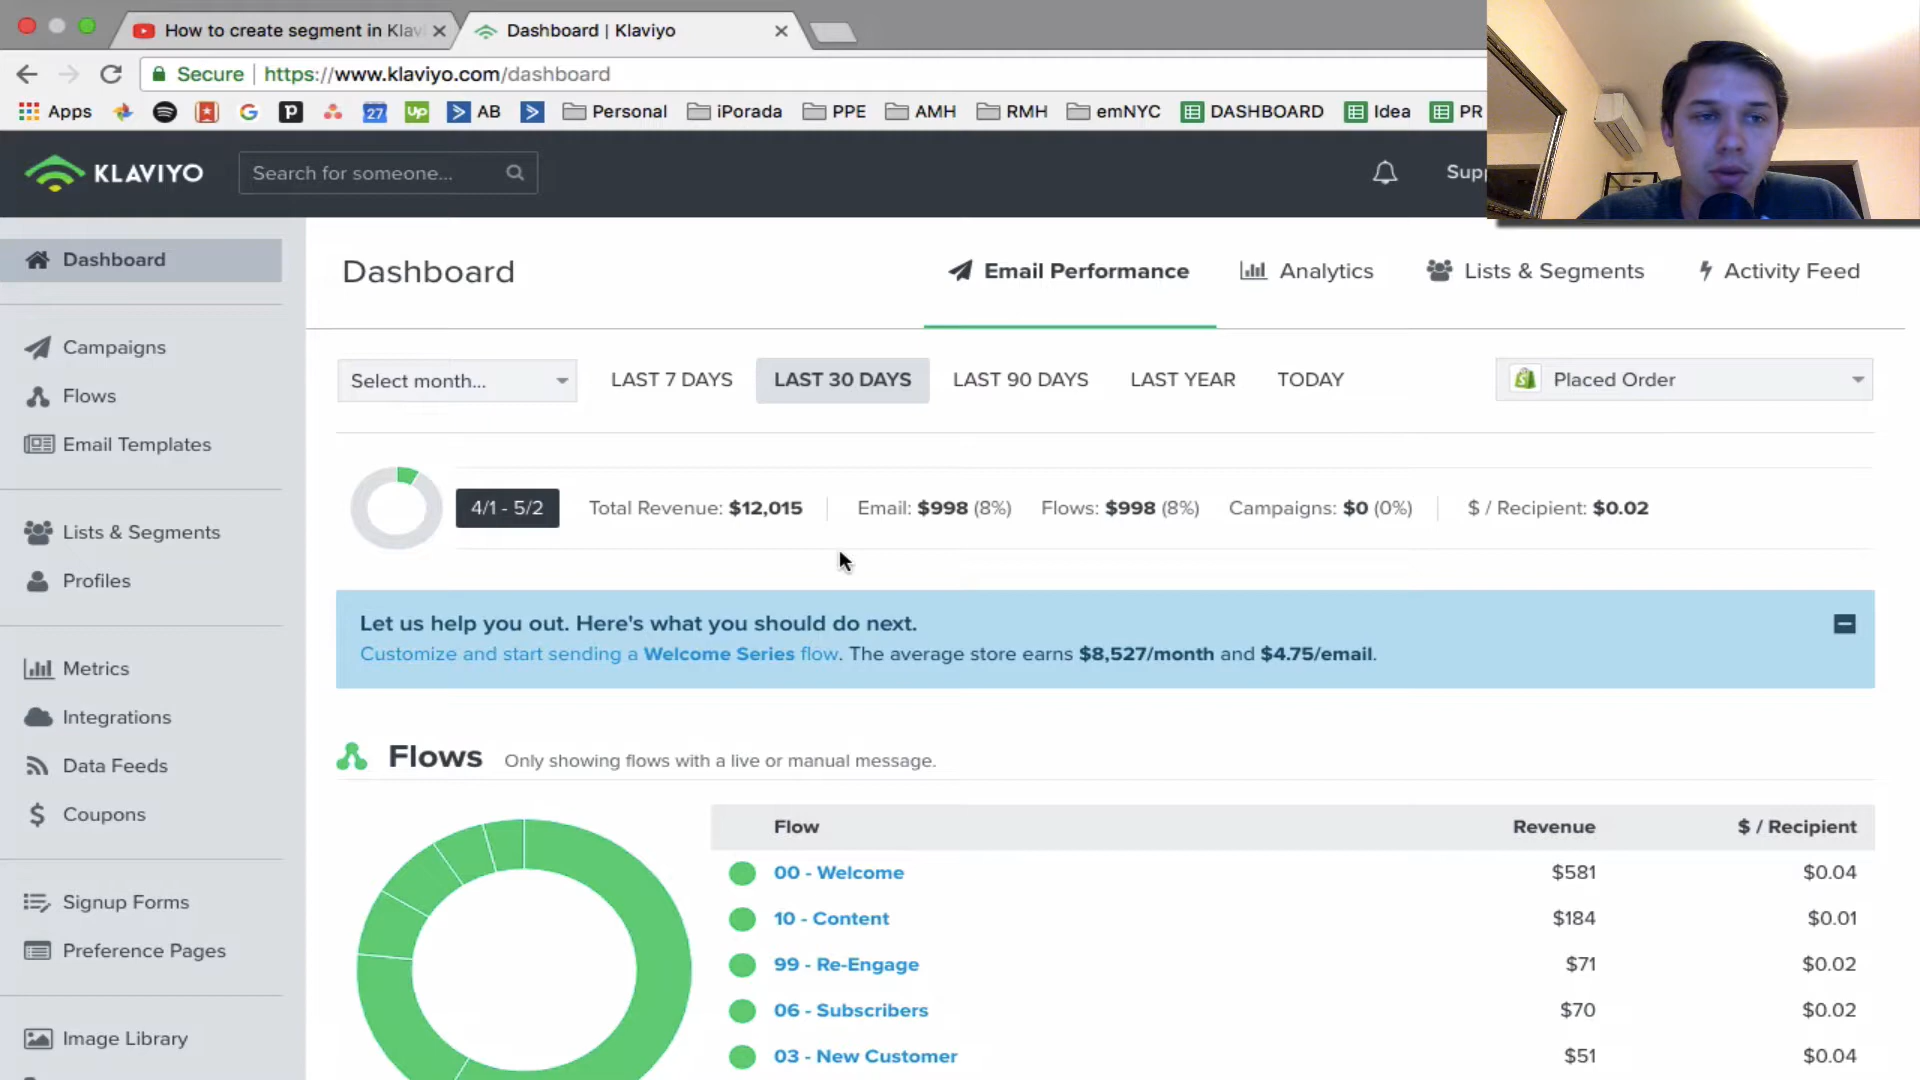 How to create segment in Klav
Dashboard | Klaviyo
Secure | https://www.klaviyo.com/dashboard
Apps
27
up
AB
Personal
iPorada
PPE
AMH
RMH
emNYC
DASHBOARD
Idea
PR
KLAVIYO
Search for someone...
Supp
Dashboard
Campaigns
Flows
Email Templates
Lists & Segments
Profiles
Metrics
Integrations
Data Feeds
Coupons
Signup Forms
Preference Pages
Image Library
Dashboard
Email Performance
Analytics
Lists & Segments
Activity Feed
Select month...
LAST 7 DAYS
LAST 30 DAYS
LAST 90 DAYS
LAST YEAR
TODAY
Placed Order
4/1 - 5/2
Total Revenue: $12,015
Email: $998 (8%)
Flows: $998 (8%)
Campaigns: $0 (0%)
$ / Recipient: $0.02
Let us help you out. Here's what you should do next.
Customize and start sending a Welcome Series flow. The average store earns $8,527/month and $4.75/email.
Flows Only showing flows with a live or manual message.
Flow Revenue $ / Recipient
00 - Welcome $581 $0.04
10 - Content $184 $0.01
99 - Re-Engage $71 $0.02
06 - Subscribers $70 $0.02
03 - New Customer $51 $0.04